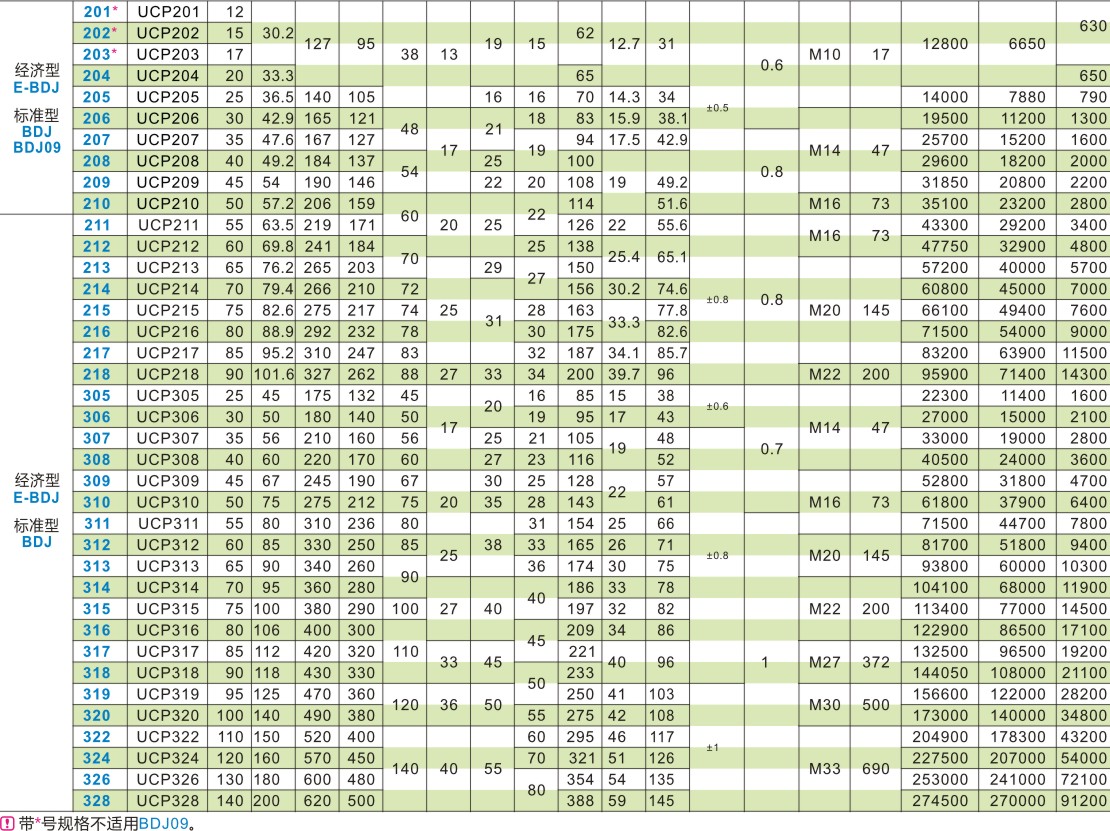 201* UCP201 12
202* UCP202 15 30.2 62 630
127 95 19 15 12.7 31 12800 6650
203* UCP203 17 38 13 M10 17
0.6
经济型
E-BDJ
204 UCP204 20 33.3 65 650
205 UCP205 25 36.5 140 105 16 16 70 14.3 34 14000 7880 790
±0.5
标准型
BDJ
BDJ09
206 UCP206 30 42.9 165 121 18 83 15.9 38.1 19500 11200 1300
48 21
207 UCP207 35 47.6 167 127 94 17.5 42.9 25700 15200 1600
17 19 M14 47
208 UCP208 40 49.2 184 137 25 100 29600 18200 2000
54 0.8
209 UCP209 45 54 190 146 22 20 108 19 49.2 31850 20800 2200
210 UCP210 50 57.2 206 159 114 51.6 M16 73 35100 23200 2800
60 22
211 UCP211 55 63.5 219 171 20 25 126 22 55.6 43300 29200 3400
M16 73
212 UCP212 60 69.8 241 184 25 138 47750 32900 4800
70 25.4 65.1
213 UCP213 65 76.2 265 203 29 150 57200 40000 5700
27
214 UCP214 70 79.4 266 210 72 156 30.2 74.6 60800 45000 7000
±0.8 0.8
215 UCP215 75 82.6 275 217 74 25 28 163 77.8 M20 145 66100 49400 7600
31 33.3
216 UCP216 80 88.9 292 232 78 30 175 82.6 71500 54000 9000
217 UCP217 85 95.2 310 247 83 32 187 34.1 85.7 83200 63900 11500
218 UCP218 90 101.6 327 262 88 27 33 34 200 39.7 96 M22 200 95900 71400 14300
305 UCP305 25 45 175 132 45 16 85 15 38 22300 11400 1600
20 ±0.6
306 UCP306 30 50 180 140 50 19 95 17 43 27000 15000 2100
17 M14 47
307 UCP307 35 56 210 160 56 25 21 105 48 33000 19000 2800
19 0.7
308 UCP308 40 60 220 170 60 27 23 116 52 40500 24000 3600
经济型
E-BDJ
309 UCP309 45 67 245 190 67 30 25 128 57 52800 31800 4700
22
310 UCP310 50 75 275 212 75 20 35 28 143 61 M16 73 61800 37900 6400
标准型
BDJ
311 UCP311 55 80 310 236 80 31 154 25 66 71500 44700 7800
312 UCP312 60 85 330 250 85 38 33 165 26 71 81700 51800 9400
25 ±0.8 M20 145
313 UCP313 65 90 340 260 36 174 30 75 93800 60000 10300
90
314 UCP314 70 95 360 280 186 33 78 104100 68000 11900
40
315 UCP315 75 100 380 290 100 27 40 197 32 82 M22 200 113400 77000 14500
316 UCP316 80 106 400 300 209 34 86 122900 86500 17100
45
317 UCP317 85 112 420 320 110 221 132500 96500 19200
33 45 40 96 1 M27 372
318 UCP318 90 118 430 330 233 144050 108000 21100
50
319 UCP319 95 125 470 360 250 41 103 156600 122000 28200
120 36 50 M30 500
320 UCP320 100 140 490 380 55 275 42 108 173000 140000 34800
322 UCP322 110 150 520 400 60 295 46 117 204900 178300 43200
±1
324 UCP324 120 160 570 450 70 321 51 126 227500 207000 54000
140 40 55 M33 690
326 UCP326 130 180 600 480 354 54 135 253000 241000 72100
80
328 UCP328 140 200 620 500 388 59 145 274500 270000 91200
! 带*号规格不适用BDJ09。